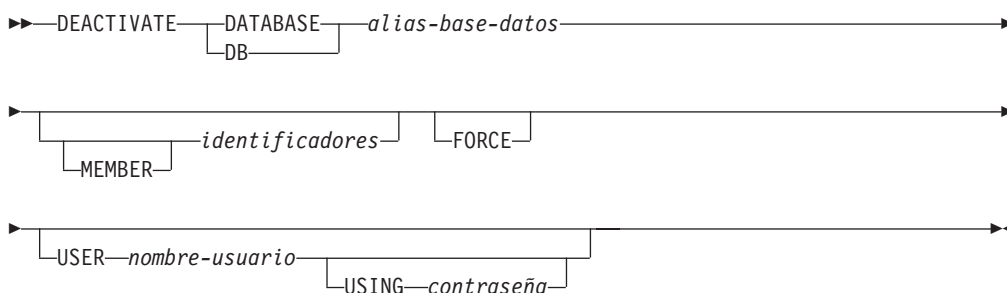 DEACTIVATE DATABASE alias-base-datos
DB
identificadores FORCE
MEMBER
USER nombre-usuario
USING contraseña